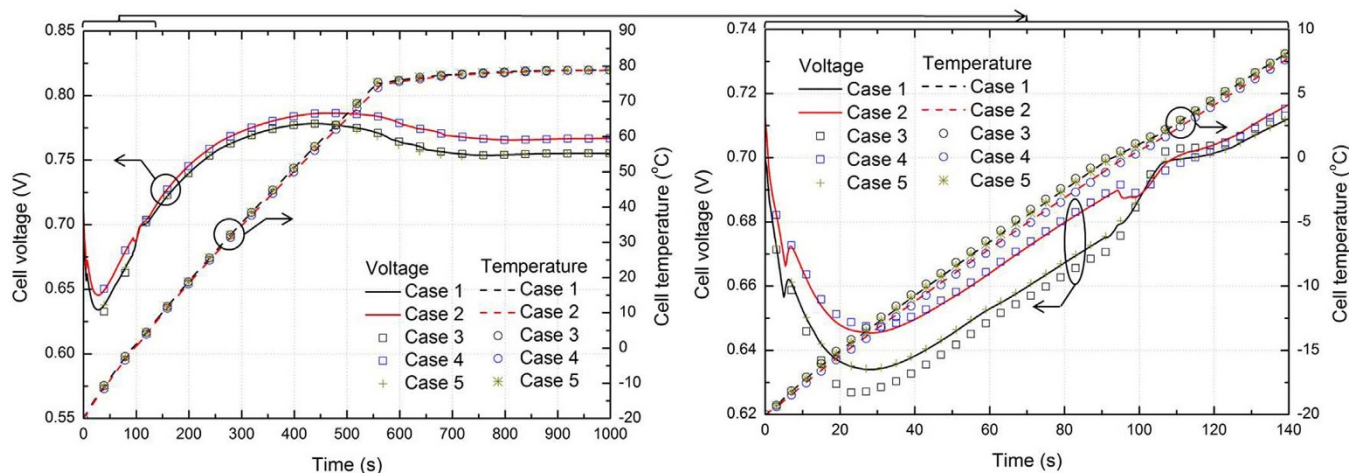 0.85
0.80
0.75
0.70
0.65
0.60
0.55
Cell voltage (V)
0 100 200 300 400 500 600 700 800 900 1000
Time (s)
90
80
70
60
50
40
30
20
10
0
-10
-20
Cell temperature (°C)
Voltage Temperature
Case 1 Case 1
Case 2 Case 2
Case 3 Case 3
Case 4 Case 4
Case 5 Case 5
0.74
0.72
0.70
0.68
0.66
0.64
0.62
Cell voltage (V)
0 20 40 60 80 100 120 140
Time (s)
10
5
0
-5
-10
-15
-20
Cell temperature (°C)
Voltage Temperature
Case 1 Case 1
Case 2 Case 2
Case 3 Case 3
Case 4 Case 4
Case 5 Case 5